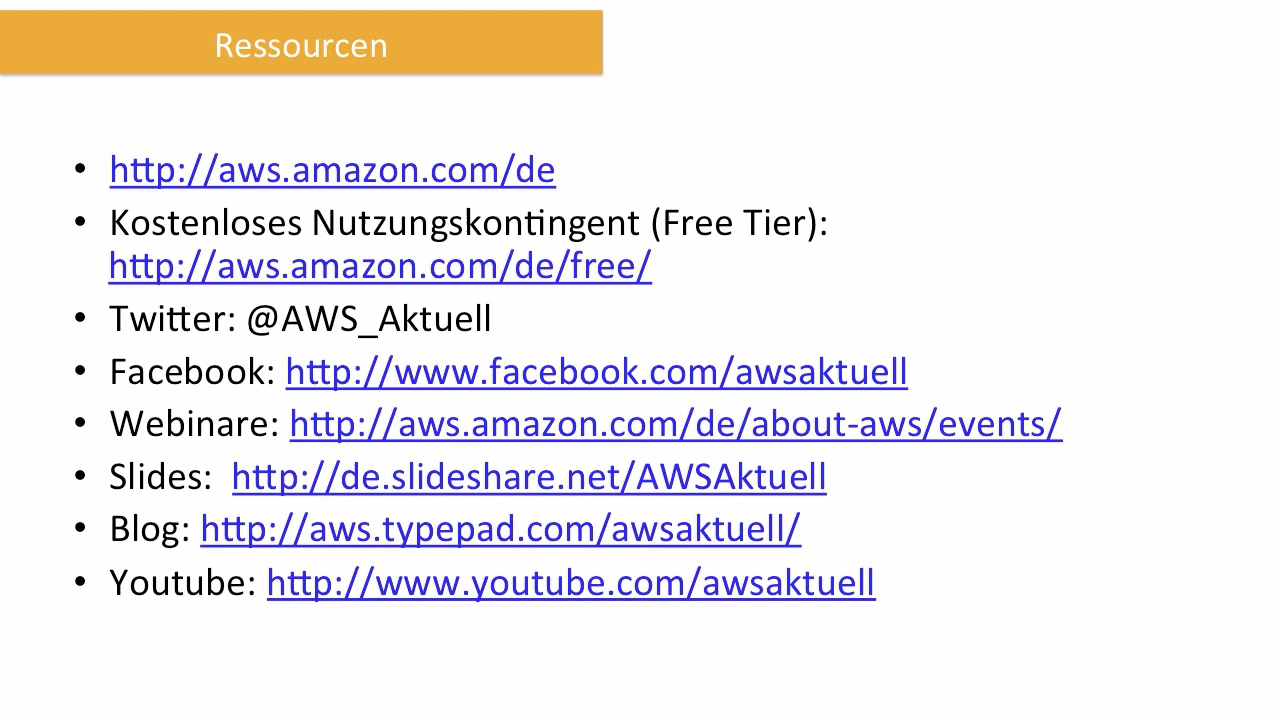 Ressourcen
• http://aws.amazon.com/de
• Kostenloses Nutzungskontingent (Free Tier):
http://aws.amazon.com/de/free/
• Twitter: @AWS_Aktuell
• Facebook: http://www.facebook.com/awsaktuell
• Webinare: http://aws.amazon.com/de/about-aws/events/
• Slides: http://de.slideshare.net/AWSAktuell
• Blog: http://aws.typepad.com/awsaktuell/
• Youtube: http://www.youtube.com/awsaktuell